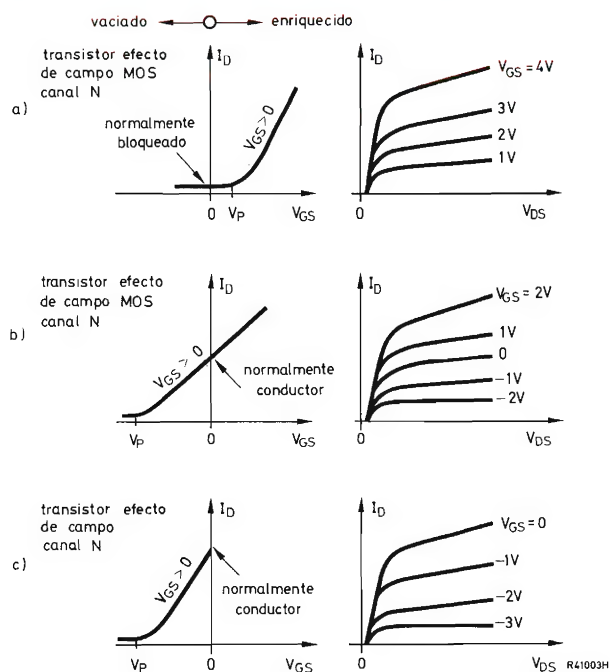 vaciado enriquecido
a)
transistor efecto
de campo MOS
canal N
normalmente
bloqueado
I_D
V_GS > 0
0 V_P V_GS
I_D
V_GS = 4V
3V
2V
1V
0 V_DS
b)
transistor efecto
de campo MOS
canal N
I_D
V_GS ≷ 0
normalmente
conductor
V_P 0 V_GS
I_D
V_GS = 2V
1V
0
-1V
-2V
0 V_DS
c)
transistor efecto
de campo
canal N
I_D
V_GS > 0
normalmente
conductor
V_P 0 V_GS
I_D
V_GS = 0
-1V
-2V
-3V
0 V_DS
R41003H